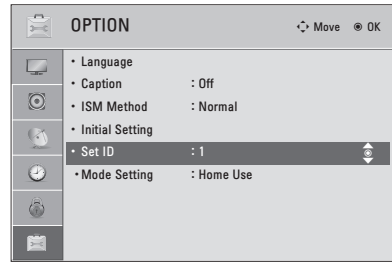 OPTION Move OK
• Language
• Caption : Off
• ISM Method : Normal
• Initial Setting
• Set ID : 1
• Mode Setting : Home Use